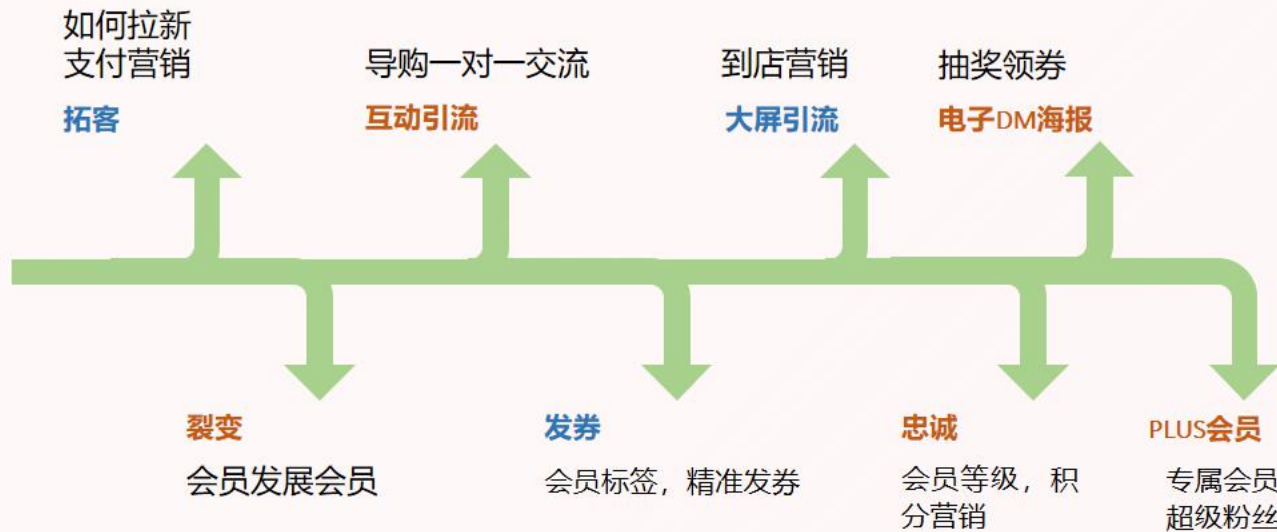 如何拉新
支付营销
拓客
导购一对一交流
互动引流
到店营销
大屏引流
抽奖领券
电子DM海报
裂变
会员发展会员
发券
会员标签，精准发券
忠诚
会员等级，积
分营销
PLUS会员
专属会员
超级粉丝